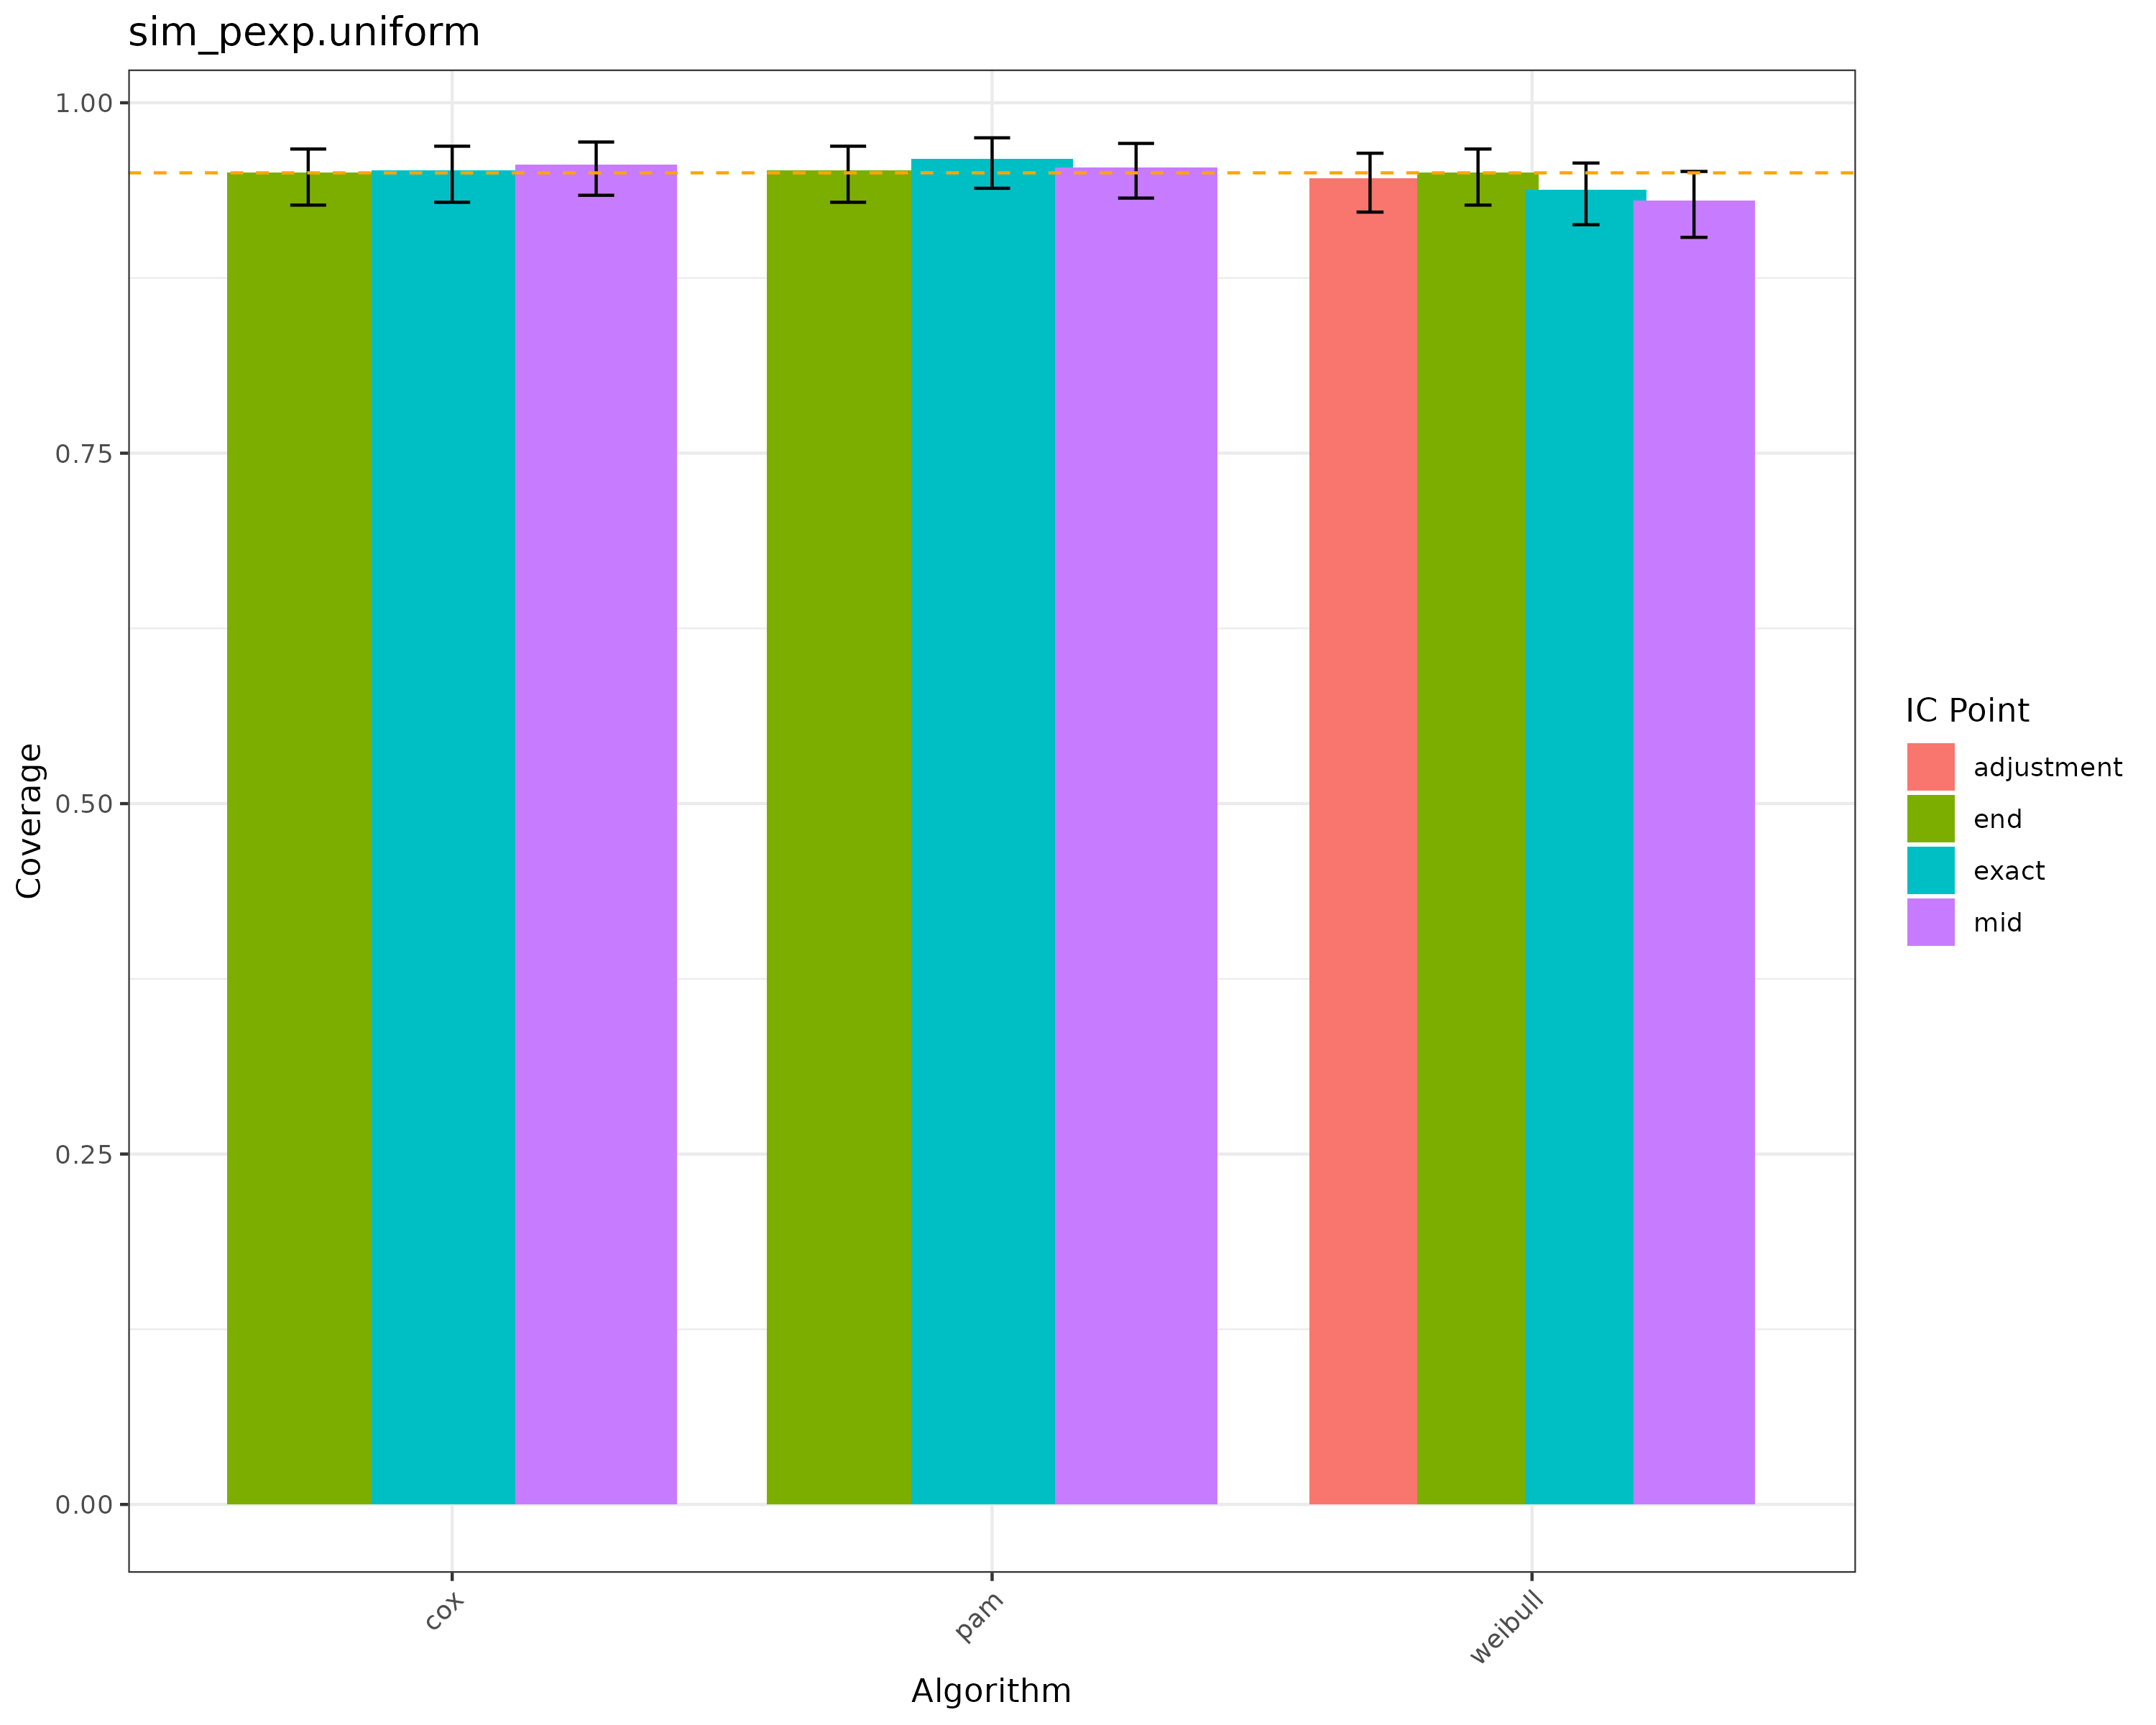 sim_pexp.uniform
1.00
0.75
0.50
0.25
0.00
Coverage
cox
pam
weibull
Algorithm
IC Point
adjustment
end
exact
mid